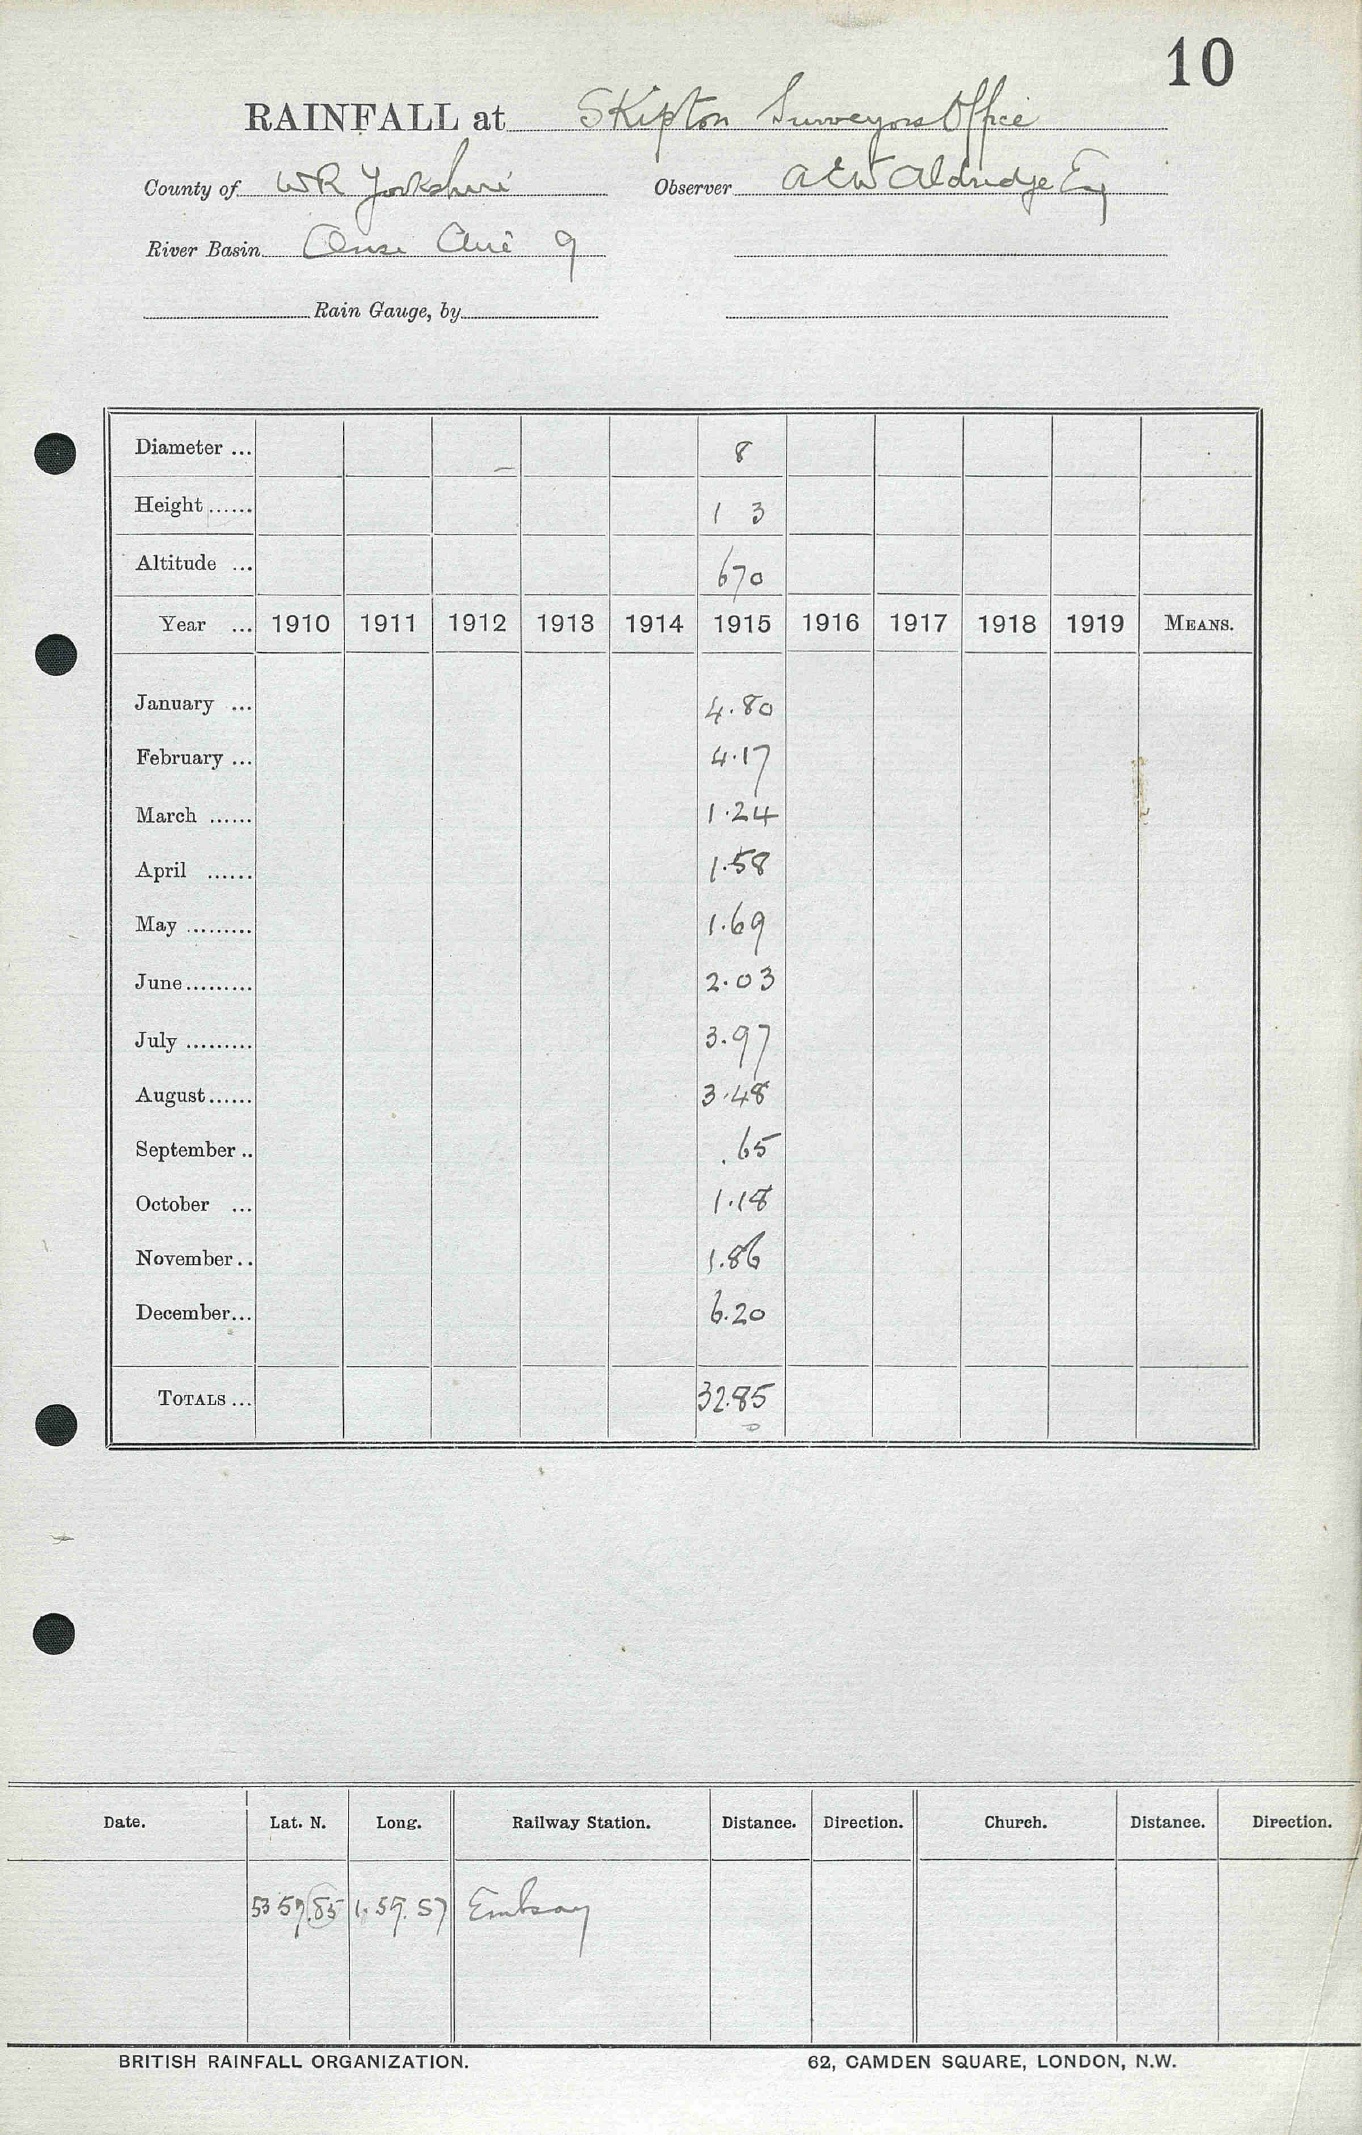 10
RAINFALL at Skipton Surveyors Office
County of WR Yorkshire Observer A E W Aldridge Esq
River Basin Ouse Aire 9
Rain Gauge, by
Diameter ... 8
Height ...... 1 3
Altitude ... 670
Year ... 1910 1911 1912 1913 1914 1915 1916 1917 1918 1919 MEANS.
January ... 4.80
February ... 4.17
March ...... 1.24
April ...... 1.58
May ......... 1.69
June ......... 2.03
July ......... 3.97
August ...... 3.48
September .. .65
October ... 1.18
November .. 1.86
December ... 6.20
TOTALS ... 32.85
Date. Lat. N. Long. Railway Station. Distance. Direction. Church. Distance. Direction.
53 59.85 1.59.57 Embsay
BRITISH RAINFALL ORGANIZATION. 62, CAMDEN SQUARE, LONDON, N.W.